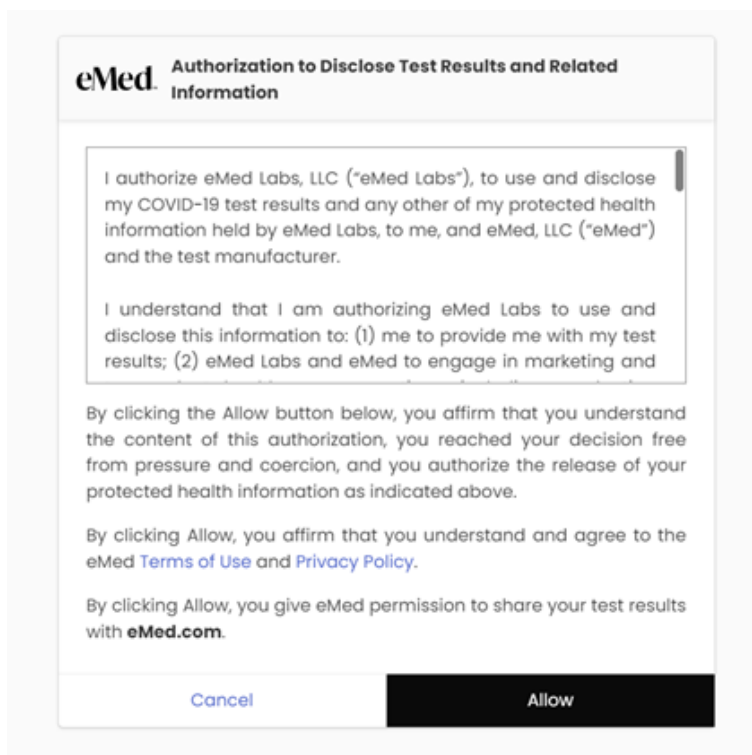 eMed
Authorization to Disclose Test Results and Related
Information
I authorize eMed Labs, LLC (“eMed Labs”), to use and disclose
my COVID-19 test results and any other of my protected health
information held by eMed Labs, to me, and eMed, LLC (“eMed”)
and the test manufacturer.
I understand that I am authorizing eMed Labs to use and
disclose this information to: (1) me to provide me with my test
results; (2) eMed Labs and eMed to engage in marketing and
By clicking the Allow button below, you affirm that you understand
the content of this authorization, you reached your decision free
from pressure and coercion, and you authorize the release of your
protected health information as indicated above.
By clicking Allow, you affirm that you understand and agree to the
eMed Terms of Use and Privacy Policy.
By clicking Allow, you give eMed permission to share your test results
with eMed.com.
Cancel
Allow